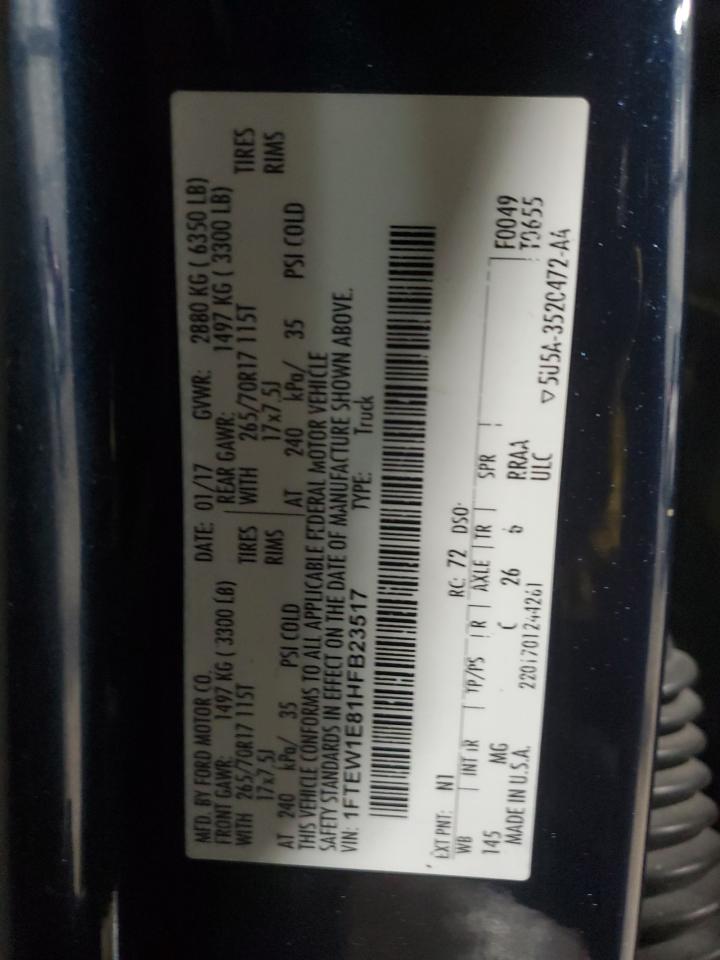 MFD. BY FORD MOTOR CO.
DATE: 01/17 GVWR: 2880 KG ( 6350 LB)
FRONT GAWR: 1497 KG ( 3300 LB)
REAR GAWR: 1497 KG ( 3300 LB)
WITH 265/70R17 115T TIRES
WITH 265/70R17 115T TIRES
17x7.5J RIMS
17x7.5J RIMS
AT 240 kPa/ 35 PSI COLD
AT 240 kPa/ 35 PSI COLD
THIS VEHICLE CONFORMS TO ALL APPLICABLE FEDERAL MOTOR VEHICLE
SAFETY STANDARDS IN EFFECT ON THE DATE OF MANUFACTURE SHOWN ABOVE.
VIN: 1FTEW1E81HFB23517 TYPE: Truck
EXT PNT: N1 RC: 72 DSO:
WB INT TR TP/PS R AXLE TR SPR
145 MG C 26 6 PRAA F0049
T0655
MADE IN U.S.A. 220170124426 ULC
▽5U5A-3520472-A4